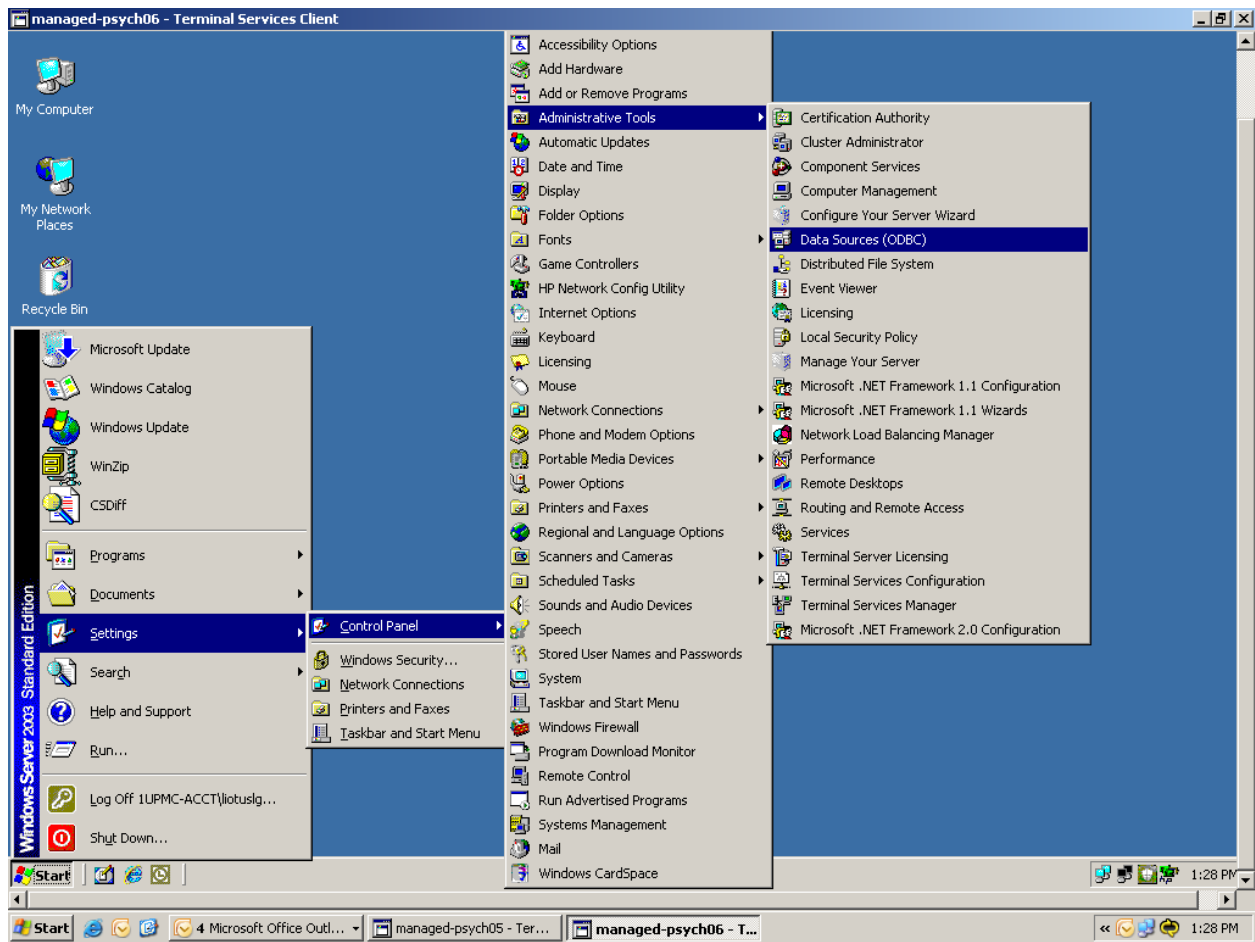 managed-psych06 - Terminal Services Client
My Computer
My Network
Places
Recycle Bin
Microsoft Update
Windows Catalog
Windows Update
WinZip
CSDiff
Programs
Documents
Settings
Search
Help and Support
Run...
Log Off 1UPMC-ACCT\liotuslg...
Shut Down...
Windows Server 2003 Standard Edition
Control Panel
Windows Security...
Network Connections
Printers and Faxes
Taskbar and Start Menu
Accessibility Options
Add Hardware
Add or Remove Programs
Administrative Tools
Automatic Updates
Date and Time
Display
Folder Options
Fonts
Game Controllers
HP Network Config Utility
Internet Options
Keyboard
Licensing
Mouse
Network Connections
Phone and Modem Options
Portable Media Devices
Power Options
Printers and Faxes
Regional and Language Options
Scanners and Cameras
Scheduled Tasks
Sounds and Audio Devices
Speech
Stored User Names and Passwords
System
Taskbar and Start Menu
Windows Firewall
Program Download Monitor
Remote Control
Run Advertised Programs
Systems Management
Mail
Windows CardSpace
Certification Authority
Cluster Administrator
Component Services
Computer Management
Configure Your Server Wizard
Data Sources (ODBC)
Distributed File System
Event Viewer
Licensing
Local Security Policy
Manage Your Server
Microsoft .NET Framework 1.1 Configuration
Microsoft .NET Framework 1.1 Wizards
Network Load Balancing Manager
Performance
Remote Desktops
Routing and Remote Access
Services
Terminal Server Licensing
Terminal Services Configuration
Terminal Services Manager
Microsoft .NET Framework 2.0 Configuration
Start
1:28 PM
Start
4 Microsoft Office Outl...
managed-psych05 - Ter...
managed-psych06 - T...
1:28 PM